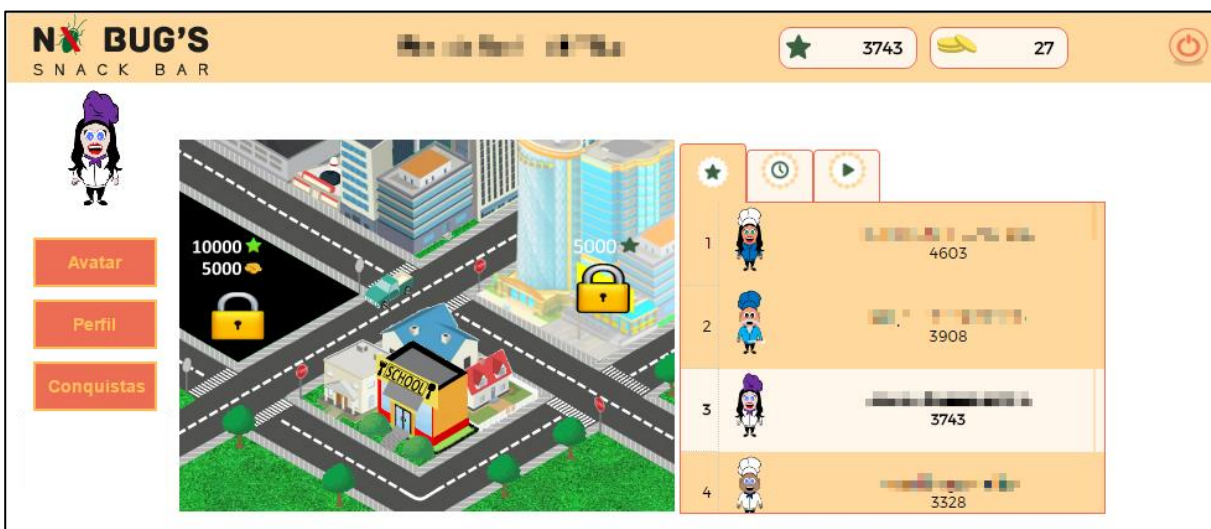 NO BUG'S
SNACK BAR
3743
27
Avatar
Perfil
Conquistas
10000
5000
5000
SCHOOL
1
4603
2
3908
3
3743
4
3328